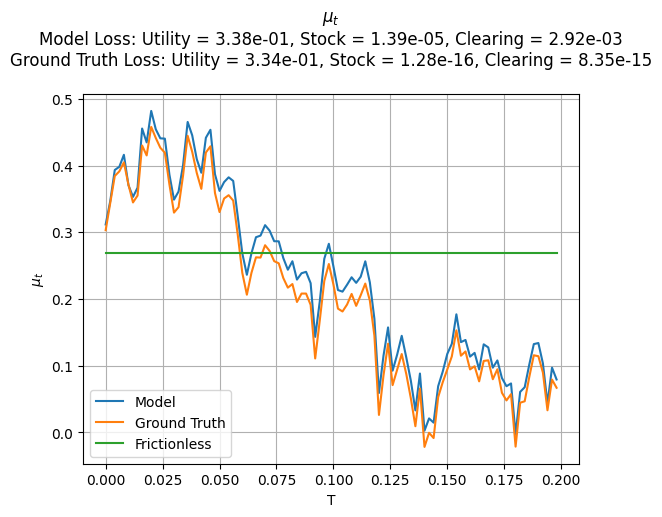 μₜ
Model Loss: Utility = 3.38e-01, Stock = 1.39e-05, Clearing = 2.92e-03
Ground Truth Loss: Utility = 3.34e-01, Stock = 1.28e-16, Clearing = 8.35e-15
0.5
0.4
0.3
0.2
0.1
0.0
μₜ
Model
Ground Truth
Frictionless
0.000 0.025 0.050 0.075 0.100 0.125 0.150 0.175 0.200
T